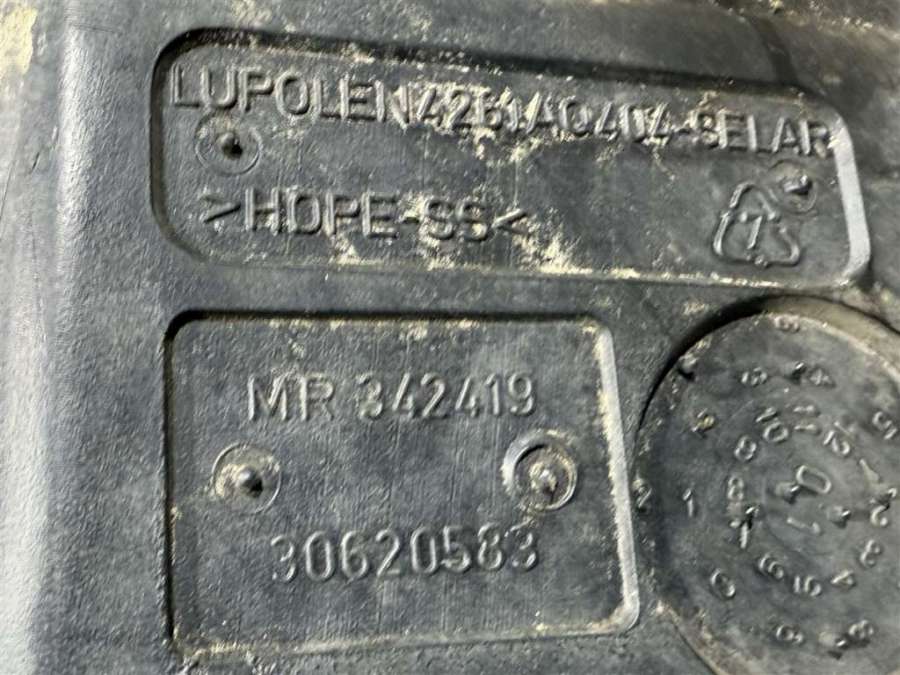 LUPOLEN 4261AQ404-SELAR
>HDPE-SS<
7
MR 342419
30620583